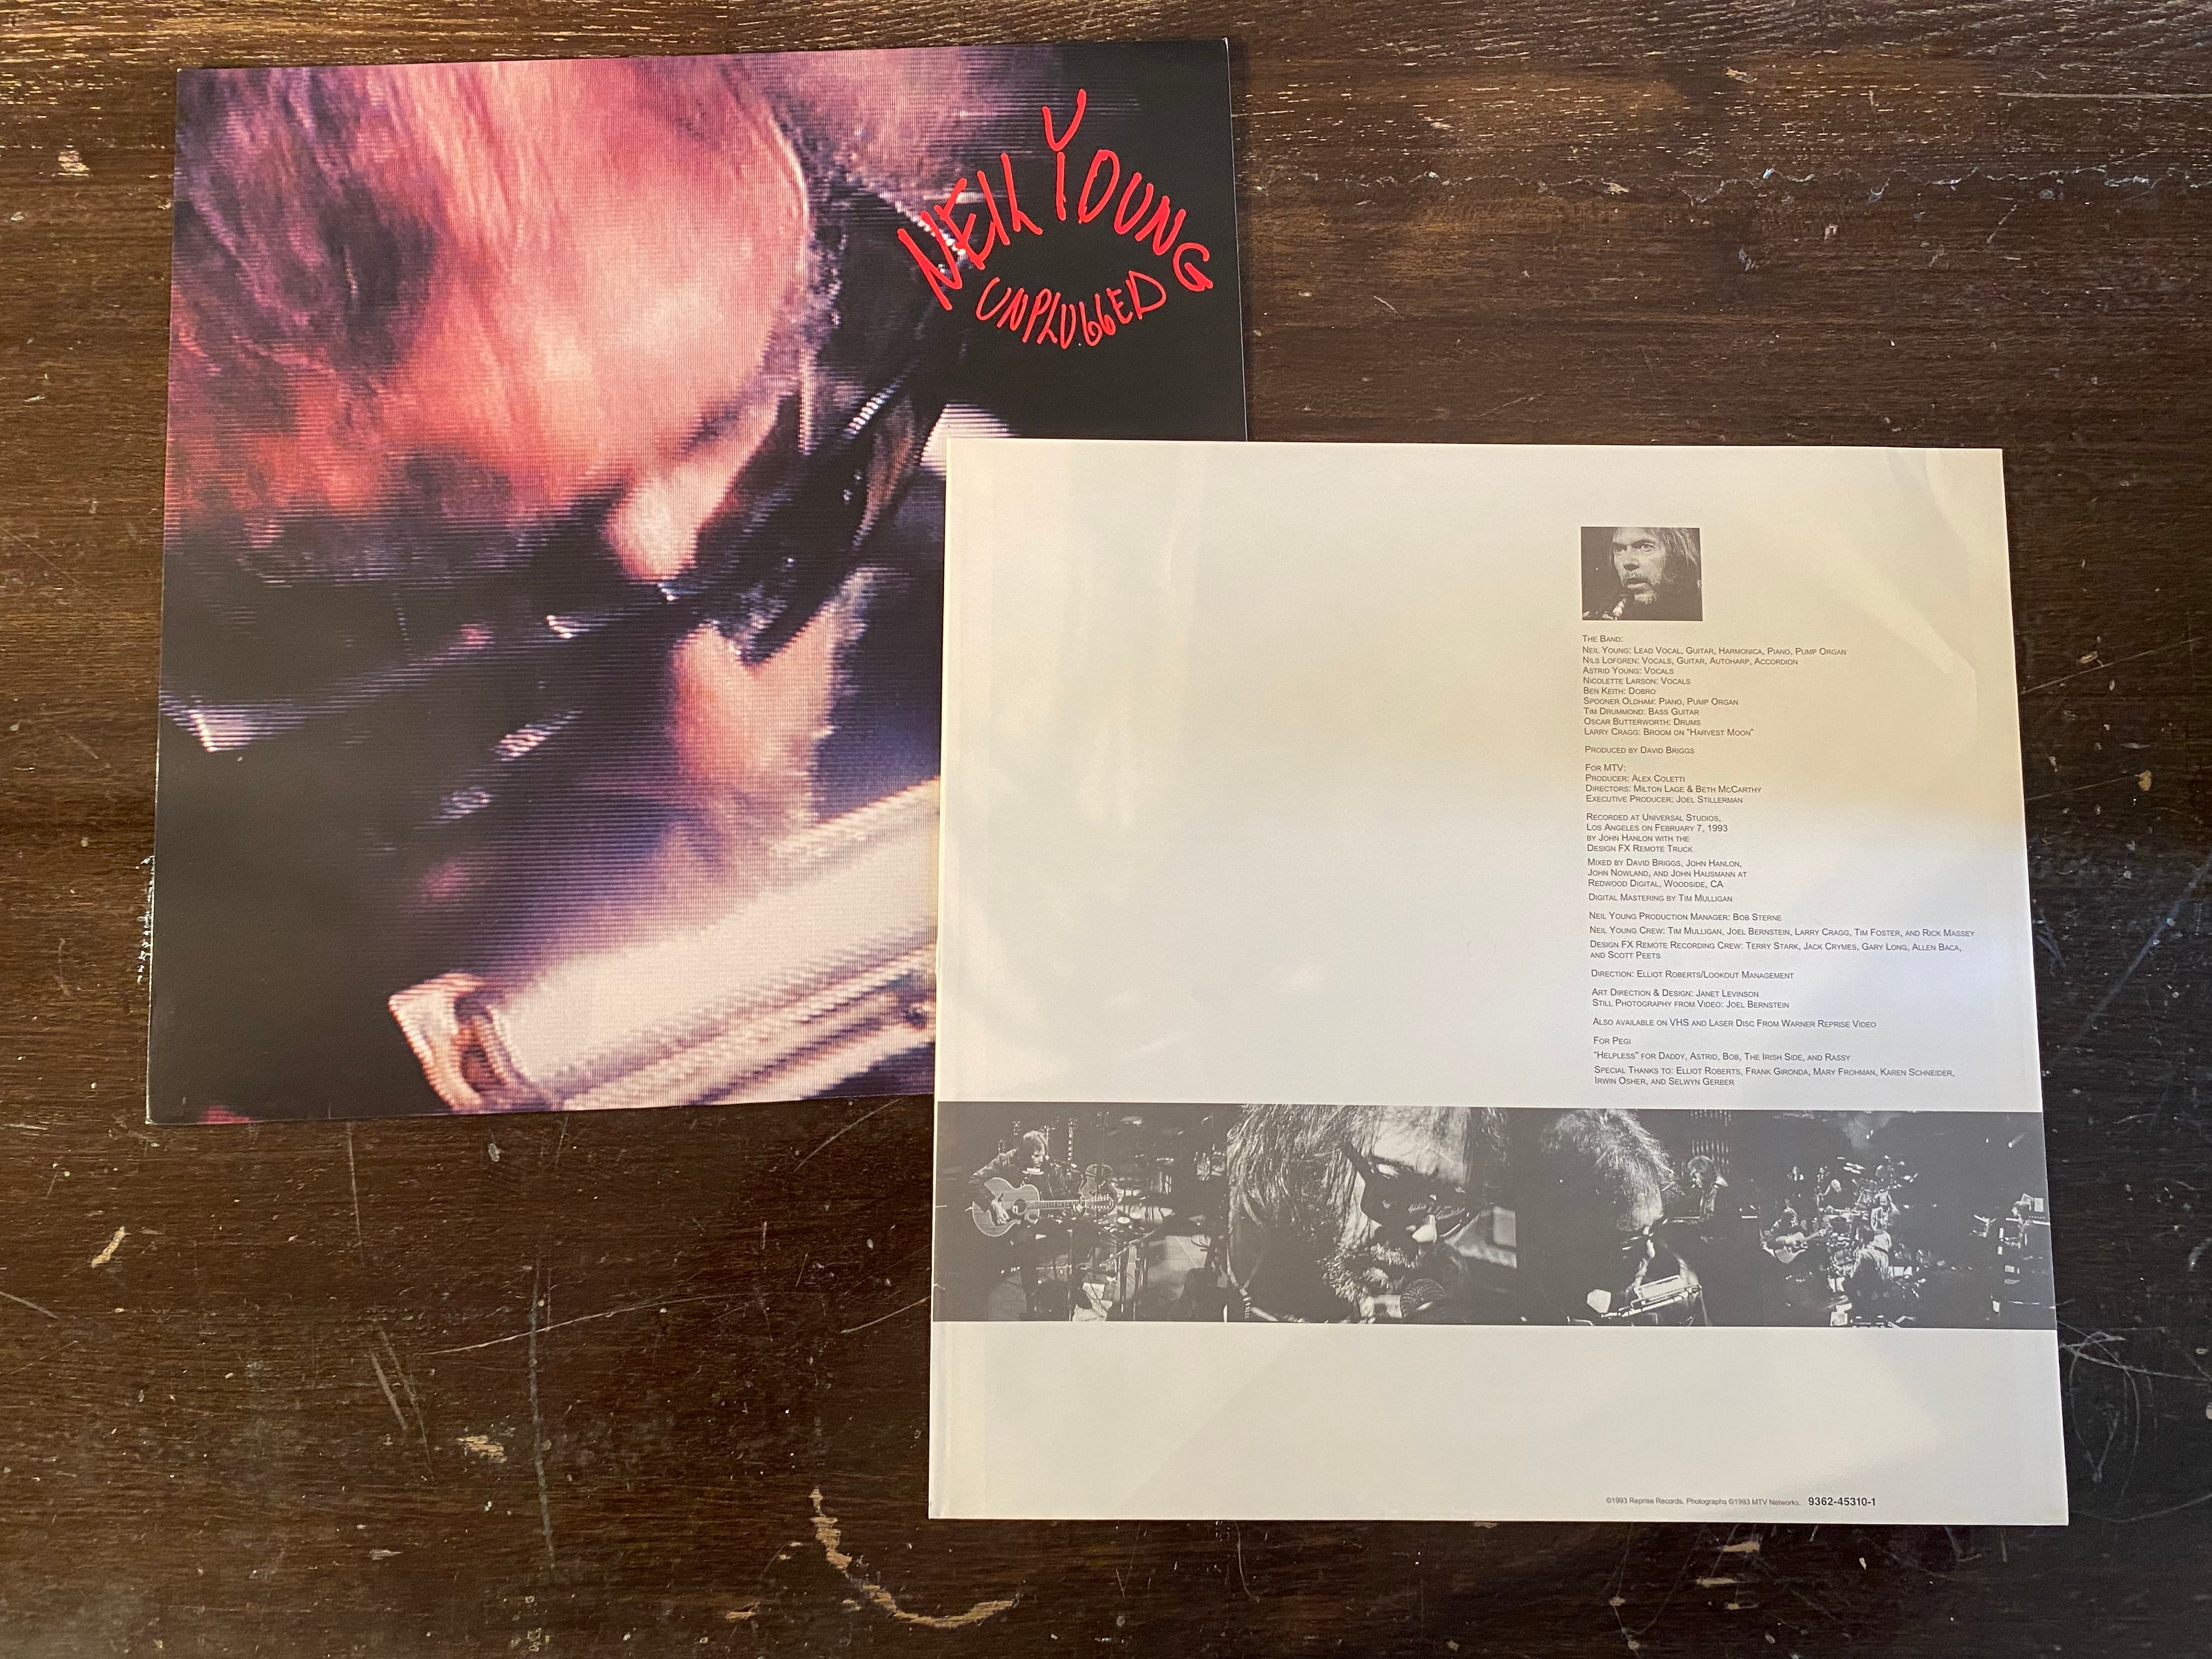 NEIL YOUNG
UNPLUGGED
THE BAND:
NEIL YOUNG: LEAD VOCAL, GUITAR, HARMONICA, PIANO, PUMP ORGAN
NILS LOFGREN: VOCALS, GUITAR, AUTOHARP, ACCORDION
ASTRID YOUNG: VOCALS
NICOLETTE LARSON: VOCALS
BEN KEITH: DOBRO
SPOONER OLDHAM: PIANO, PUMP ORGAN
TIM DRUMMOND: BASS GUITAR
OSCAR BUTTERWORTH: DRUMS
LARRY CRAGG: BROOM ON "HARVEST MOON"
PRODUCED BY DAVID BRIGGS
FOR MTV:
PRODUCER: ALEX COLETTI
DIRECTORS: MILTON LAGE & BETH MCCARTHY
EXECUTIVE PRODUCER: JOEL STILLERMAN
RECORDED AT UNIVERSAL STUDIOS,
LOS ANGELES ON FEBRUARY 7, 1993
BY JOHN HANLON WITH THE
DESIGN FX REMOTE TRUCK
MIXED BY DAVID BRIGGS, JOHN HANLON,
JOHN NOWLAND, AND JOHN HAUSMANN AT
REDWOOD DIGITAL, WOODSIDE, CA
DIGITAL MASTERING BY TIM MULLIGAN
NEIL YOUNG PRODUCTION MANAGER: BOB STERNE
NEIL YOUNG CREW: TIM MULLIGAN, JOEL BERNSTEIN, LARRY CRAGG, TIM FOSTER, AND RICK MASSEY
DESIGN FX REMOTE RECORDING CREW: TERRY STARK, JACK CRYMES, GARY LONG, ALLEN BACA,
AND SCOTT PEETS
DIRECTION: ELLIOT ROBERTS/LOOKOUT MANAGEMENT
ART DIRECTION & DESIGN: JANET LEVINSON
STILL PHOTOGRAPHY FROM VIDEO: JOEL BERNSTEIN
ALSO AVAILABLE ON VHS AND LASER DISC FROM WARNER REPRISE VIDEO
FOR PEGI
"HELPLESS" FOR DADDY, ASTRID, BOB, THE IRISH SIDE, AND RASSY
SPECIAL THANKS TO: ELLIOT ROBERTS, FRANK GIRONDA, MARY FROHMAN, KAREN SCHNEIDER,
IRWIN OSHER, AND SELWYN GERBER
©1993 Reprise Records. Photographs ©1993 MTV Networks. 9362-45310-1